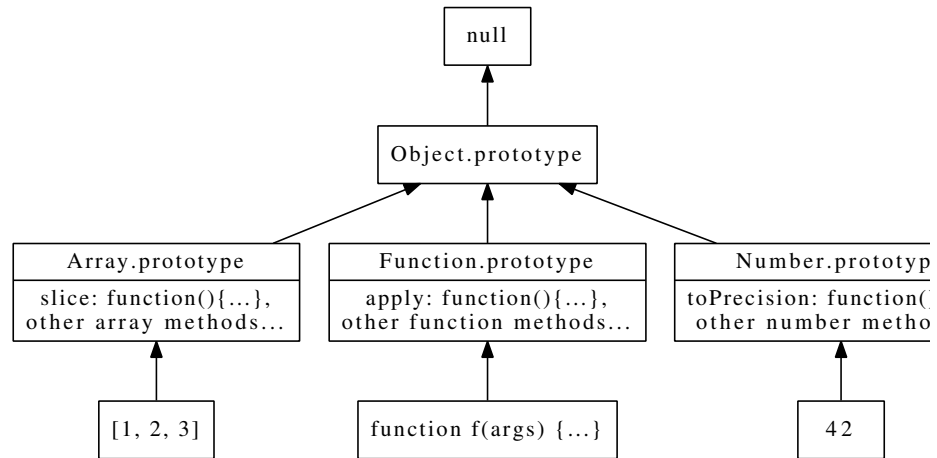 null
Object.prototype
Array.prototype
slice: function(){...},
other array methods...
Function.prototype
apply: function(){...},
other function methods...
toPrecision: function()
other number
[1, 2, 3]
function f(args) {...}
42